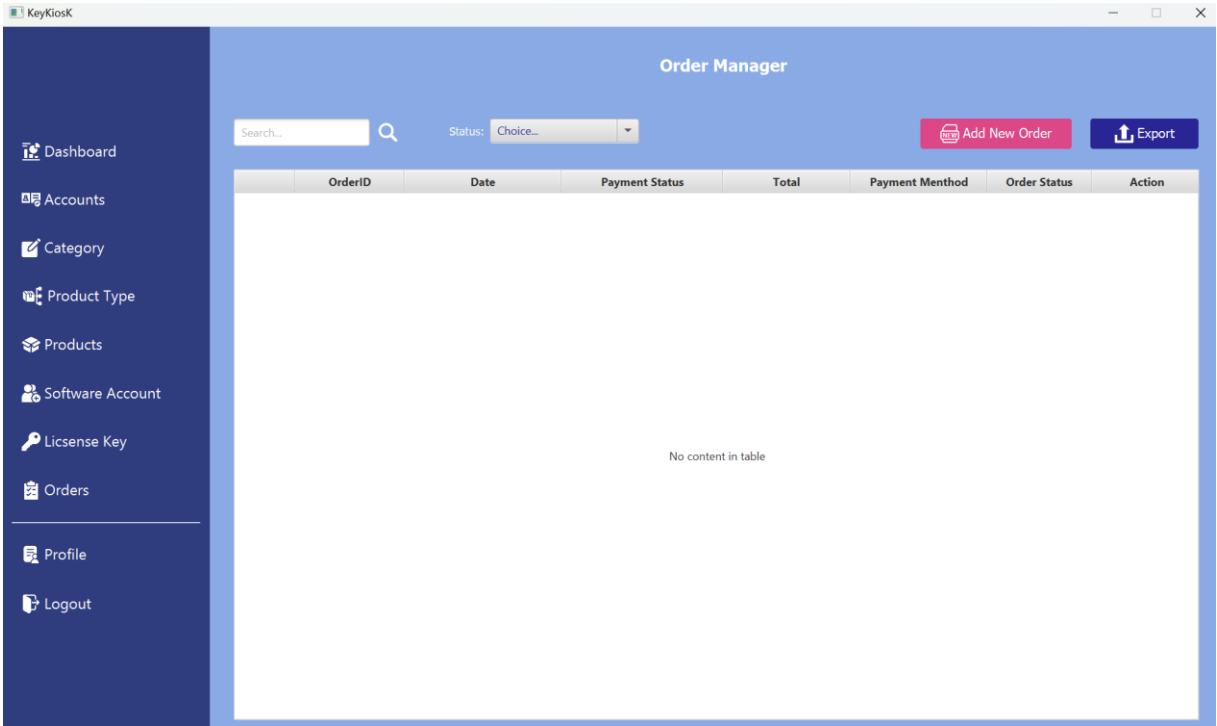 KeyKiosK
Order Manager
Search...
Status: Choice...
NEW Add New Order
Export
Dashboard
Accounts
Category
Product Type
Products
Software Account
Licsense Key
Orders
Profile
Logout
OrderID Date Payment Status Total Payment Menthod Order Status Action
No content in table